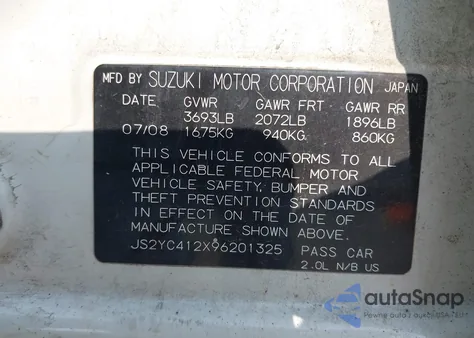 MFD BY SUZUKI MOTOR CORPORATION JAPAN
DATE GVWR GAWR FRT GAWR RR
3693LB 2072LB 1896LB
07/08 1675KG 940KG 860KG
THIS VEHICLE CONFORMS TO ALL
APPLICABLE FEDERAL MOTOR
VEHICLE SAFETY, BUMPER AND
THEFT PREVENTION STANDARDS
IN EFFECT ON THE DATE OF
MANUFACTURE SHOWN ABOVE.
JS2YC412X96201325 PASS CAR
2.0L N/B US
autoSnap